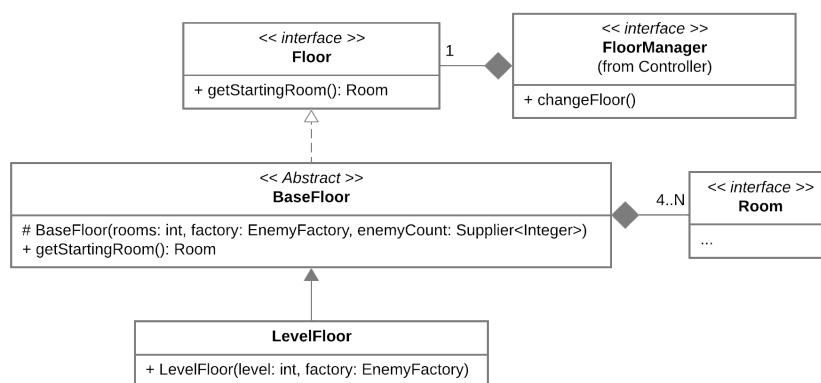 << interface >>
Floor
+ getStartingRoom(): Room
1
<< interface >>
FloorManager
(from Controller)
+ changeFloor()
<< Abstract >>
BaseFloor
# BaseFloor(rooms: int, factory: EnemyFactory, enemyCount: Supplier<Integer>)
+ getStartingRoom(): Room
4..N
<< interface >>
Room
...
LevelFloor
+ LevelFloor(level: int, factory: EnemyFactory)